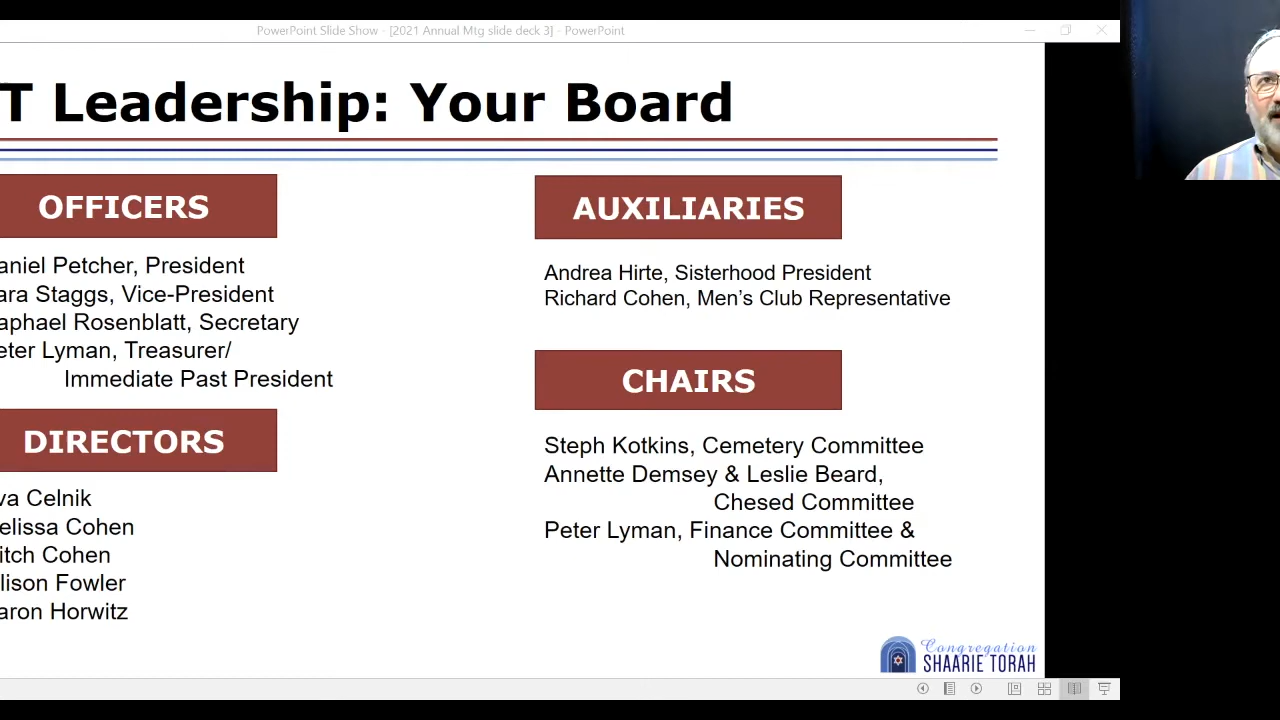 PowerPoint Slide Show - [2021 Annual Mtg slide deck 3] - PowerPoint
T Leadership: Your Board
OFFICERS
aniel Petcher, President
ara Staggs, Vice-President
aphael Rosenblatt, Secretary
eter Lyman, Treasurer/
Immediate Past President
DIRECTORS
va Celnik
elissa Cohen
itch Cohen
lison Fowler
aron Horwitz
AUXILIARIES
Andrea Hirte, Sisterhood President
Richard Cohen, Men’s Club Representative
CHAIRS
Steph Kotkins, Cemetery Committee
Annette Demsey & Leslie Beard,
Chesed Committee
Peter Lyman, Finance Committee &
Nominating Committee
Congregation
SHAARIE TORAH